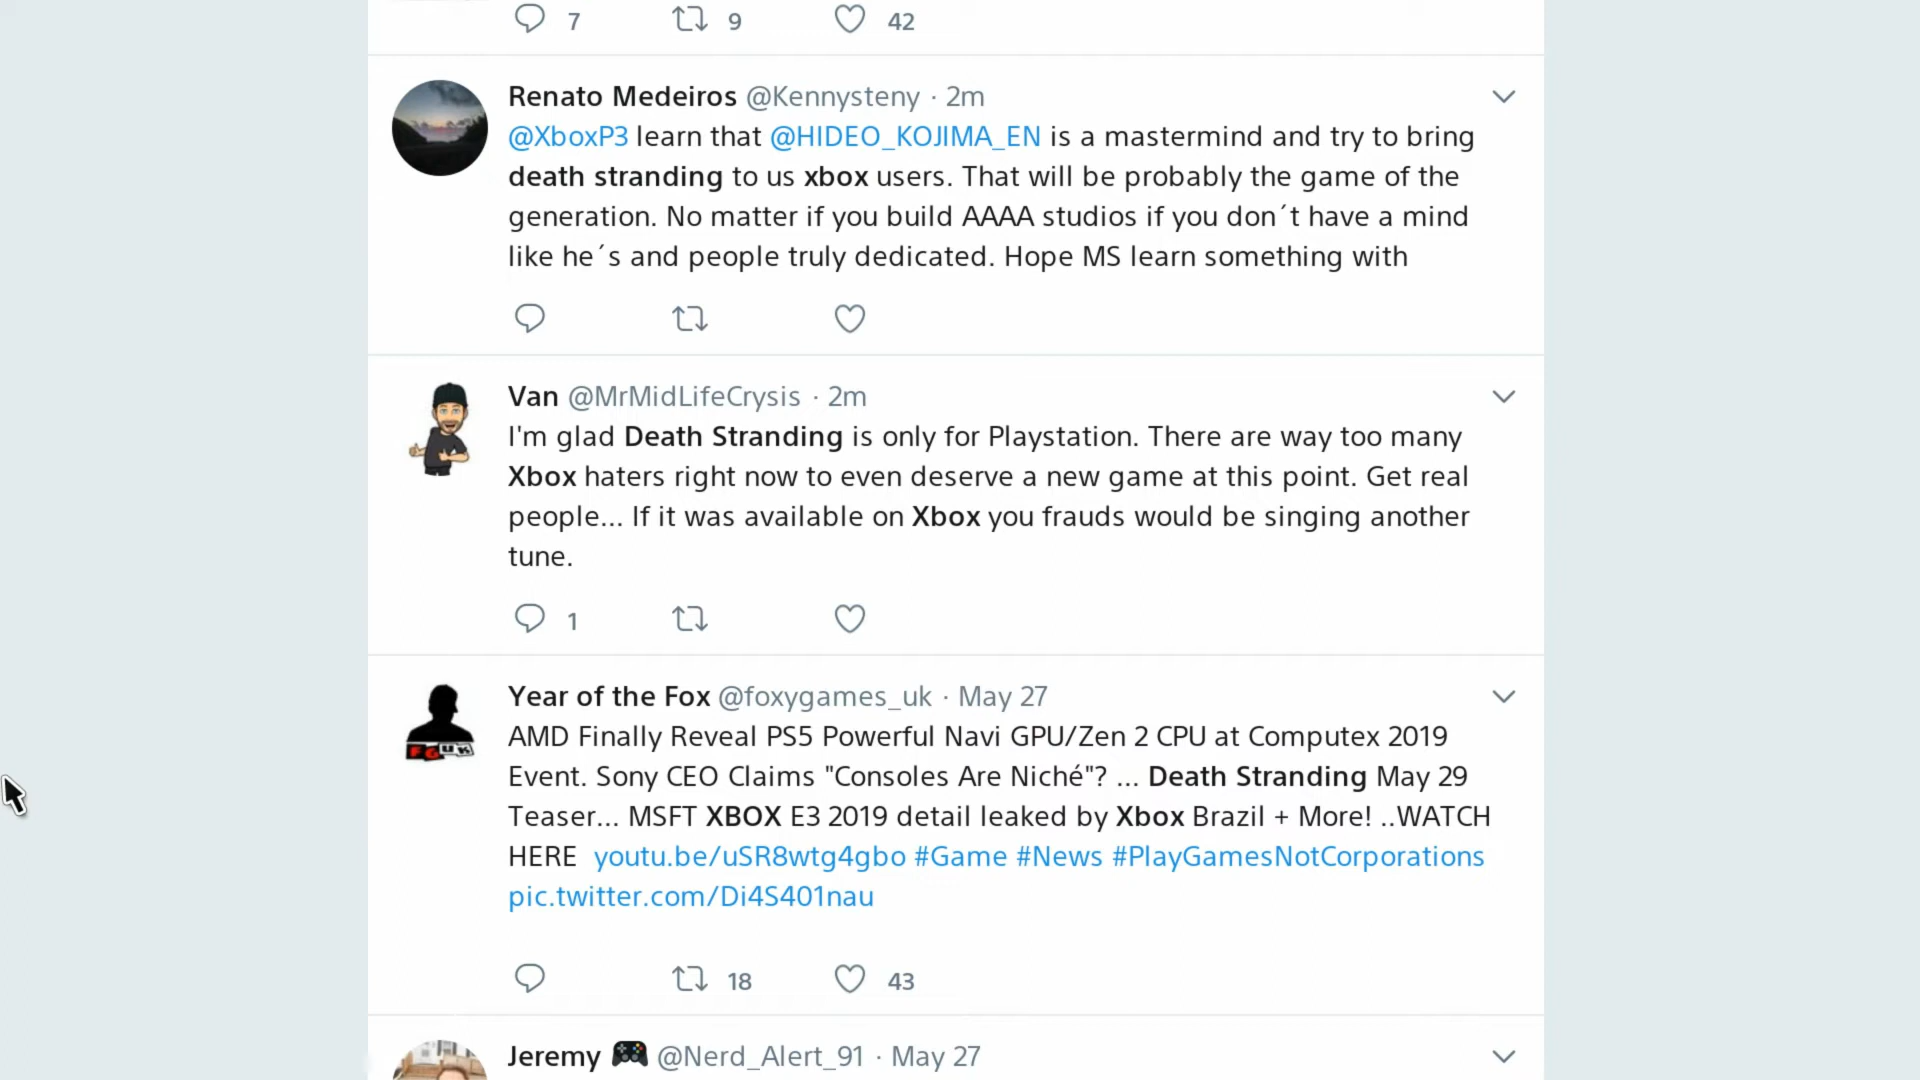 7 9 42
Renato Medeiros @Kennysteny · 2m
@XboxP3 learn that @HIDEO_KOJIMA_EN is a mastermind and try to bring
death stranding to us xbox users. That will be probably the game of the
generation. No matter if you build AAAA studios if you don´t have a mind
like he´s and people truly dedicated. Hope MS learn something with
Van @MrMidLifeCrysis · 2m
I'm glad Death Stranding is only for Playstation. There are way too many
Xbox haters right now to even deserve a new game at this point. Get real
people... If it was available on Xbox you frauds would be singing another
tune.
1
FGUK
Year of the Fox @foxygames_uk · May 27
AMD Finally Reveal PS5 Powerful Navi GPU/Zen 2 CPU at Computex 2019
Event. Sony CEO Claims "Consoles Are Niché"? ... Death Stranding May 29
Teaser... MSFT XBOX E3 2019 detail leaked by Xbox Brazil + More! ..WATCH
HERE youtu.be/uSR8wtg4gbo #Game #News #PlayGamesNotCorporations
pic.twitter.com/Di4S401nau
18 43
Jeremy 🎮 @Nerd_Alert_91 · May 27